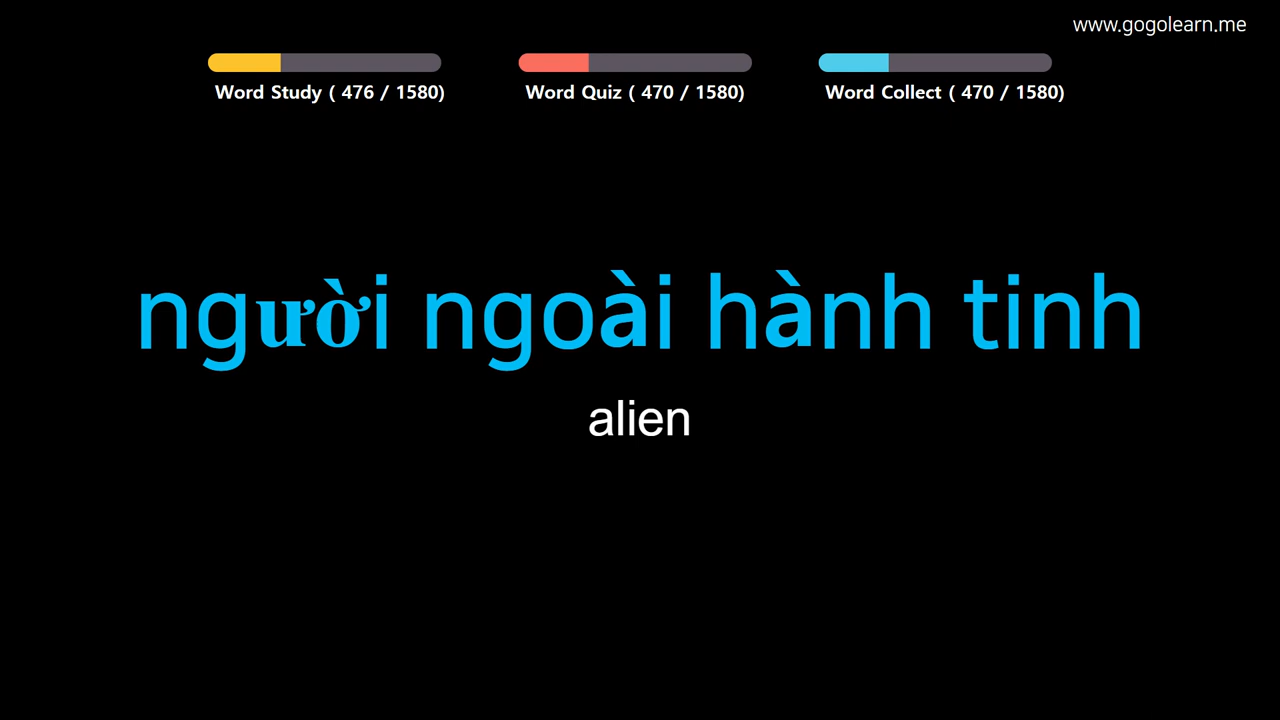 www.gogolearn.me
Word Study ( 476 / 1580)
Word Quiz ( 470 / 1580)
Word Collect ( 470 / 1580)
người ngoài hành tinh
alien